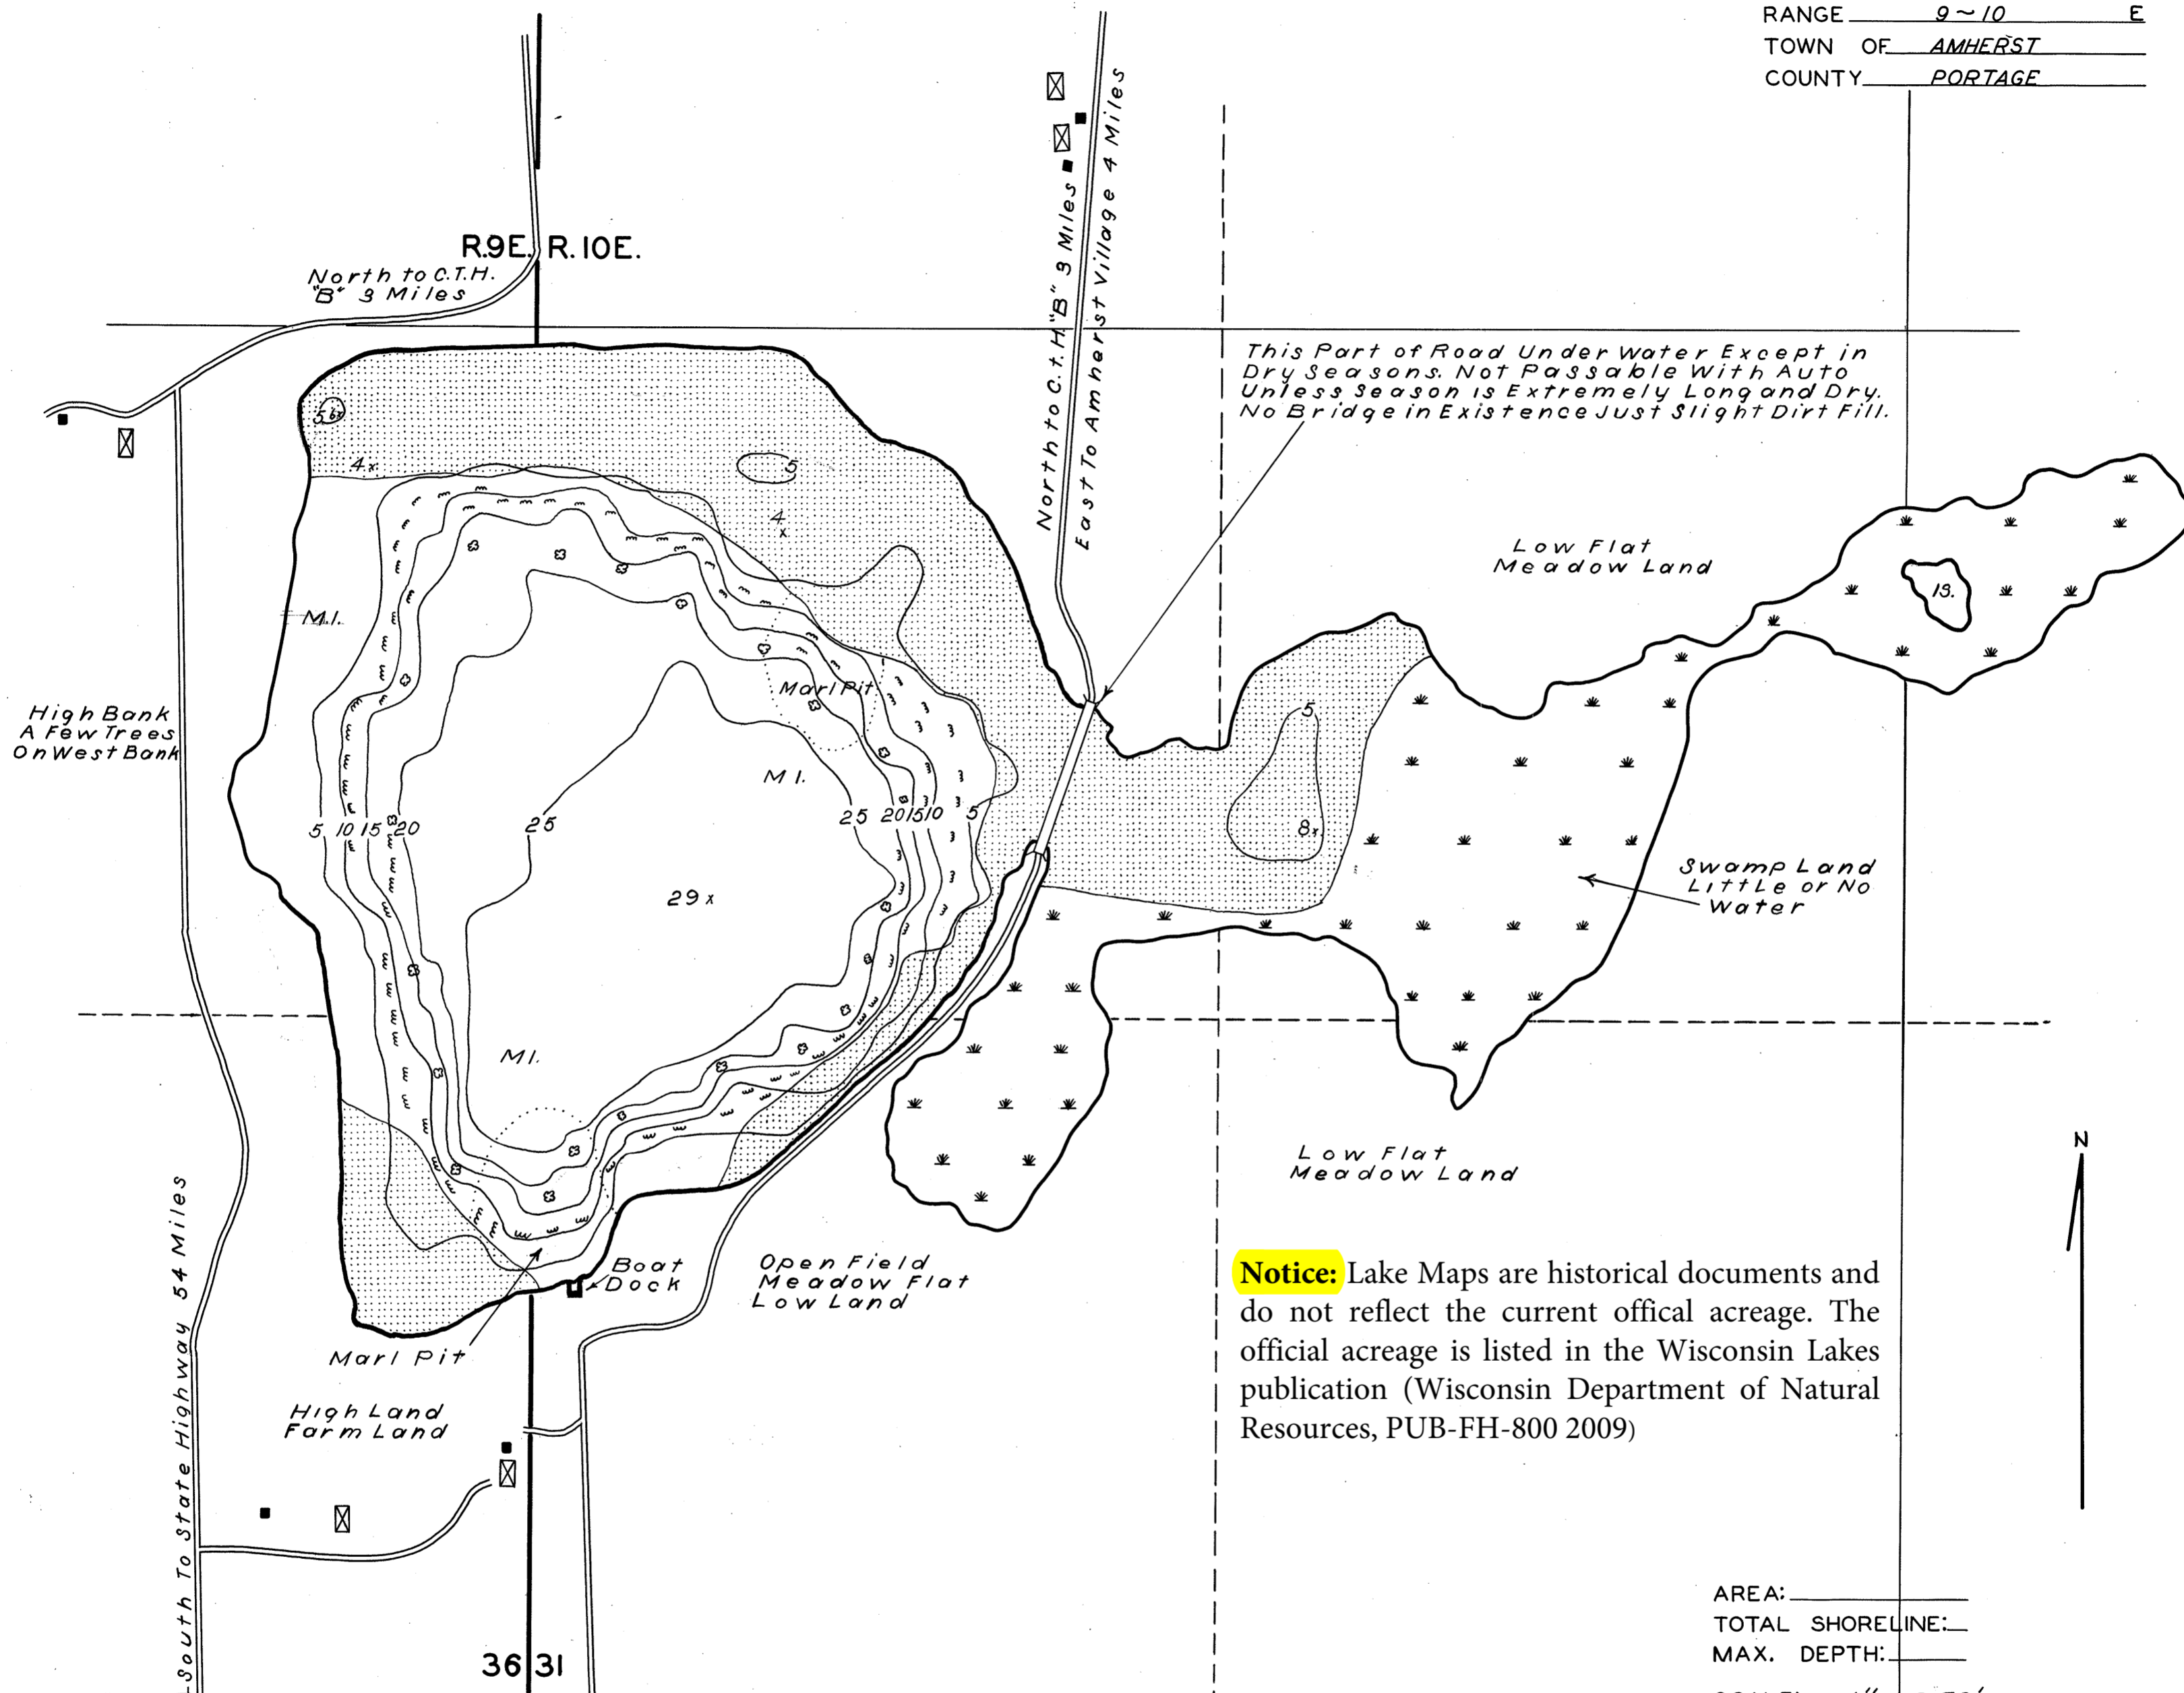 RANGE 9~10 E
TOWN OF AMHERST
COUNTY PORTAGE
R.9E. R.10E.
North to C.T.H.
"B" 3 Miles
North to C.t.H."B" 3 Miles
East To Amherst Village 4 Miles
This Part of Road Under Water Except in
Dry Seasons. Not Passable With Auto
Unless Season is Extremely Long and Dry.
No Bridge in Existence Just Slight Dirt Fill.
5 6x
4x
5
4
x
Low Flat
Meadow Land
IS.
M.I.
High Bank
A Few Trees
On West Bank
Marl Pit
M I.
5
5 10 15 20
25
25 20 15 10 5
8x
29 x
Swamp Land
Little or No
Water
M I.
Low Flat
Meadow Land
N
Boat
Dock
Open Field
Meadow Flat
Low Land
Marl Pit
High Land
Farm Land
South To State Highway 54 Miles
Notice: Lake Maps are historical documents and
do not reflect the current offical acreage. The
official acreage is listed in the Wisconsin Lakes
publication (Wisconsin Department of Natural
Resources, PUB-FH-800 2009)
36 31
AREA:
TOTAL SHORELINE:
MAX. DEPTH: